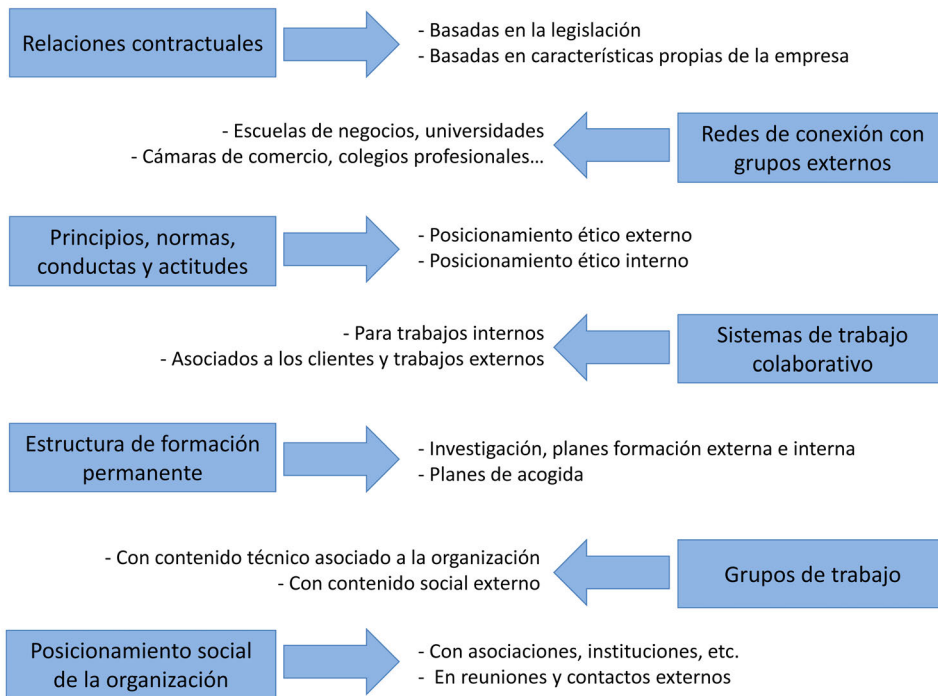 Relaciones contractuales
- Basadas en la legislación
- Basadas en características propias de la empresa
- Escuelas de negocios, universidades
- Cámaras de comercio, colegios profesionales...
Redes de conexión con
grupos externos
Principios, normas,
conductas y actitudes
- Posicionamiento ético externo
- Posicionamiento ético interno
- Para trabajos internos
- Asociados a los clientes y trabajos externos
Sistemas de trabajo
colaborativo
Estructura de formación
permanente
- Investigación, planes formación externa e interna
- Planes de acogida
- Con contenido técnico asociado a la organización
- Con contenido social externo
Grupos de trabajo
Posicionamiento social
de la organización
- Con asociaciones, instituciones, etc.
- En reuniones y contactos externos